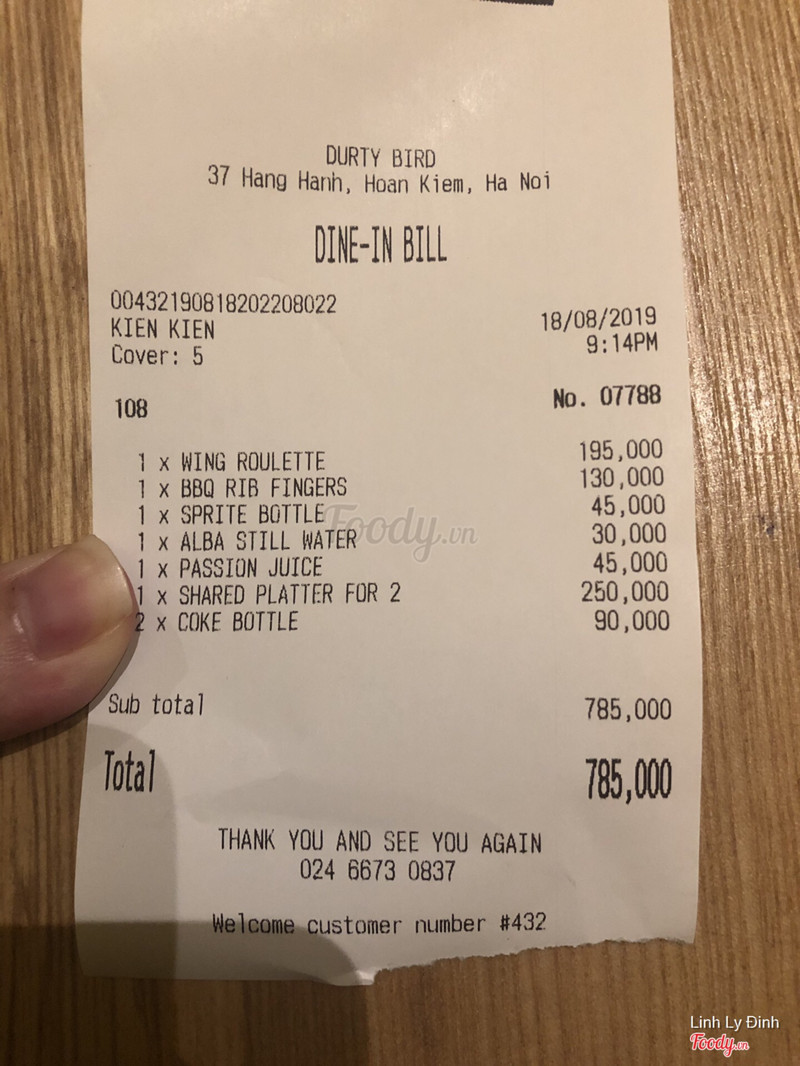 DURTY BIRD
37 Hang Hanh, Hoan Kiem, Ha Noi
DINE-IN BILL
00432190818202208022
KIEN KIEN 18/08/2019
Cover: 5 9:14PM
108 No. 07788
1 x WING ROULETTE 195,000
1 x BBQ RIB FINGERS 130,000
1 x SPRITE BOTTLE 45,000
1 x ALBA STILL WATER 30,000
1 x PASSION JUICE 45,000
1 x SHARED PLATTER FOR 2 250,000
2 x COKE BOTTLE 90,000
Foody.vn
Sub total 785,000
Total 785,000
THANK YOU AND SEE YOU AGAIN
024 6673 0837
Welcome customer number #432
Linh Ly Đinh
Foody.vn